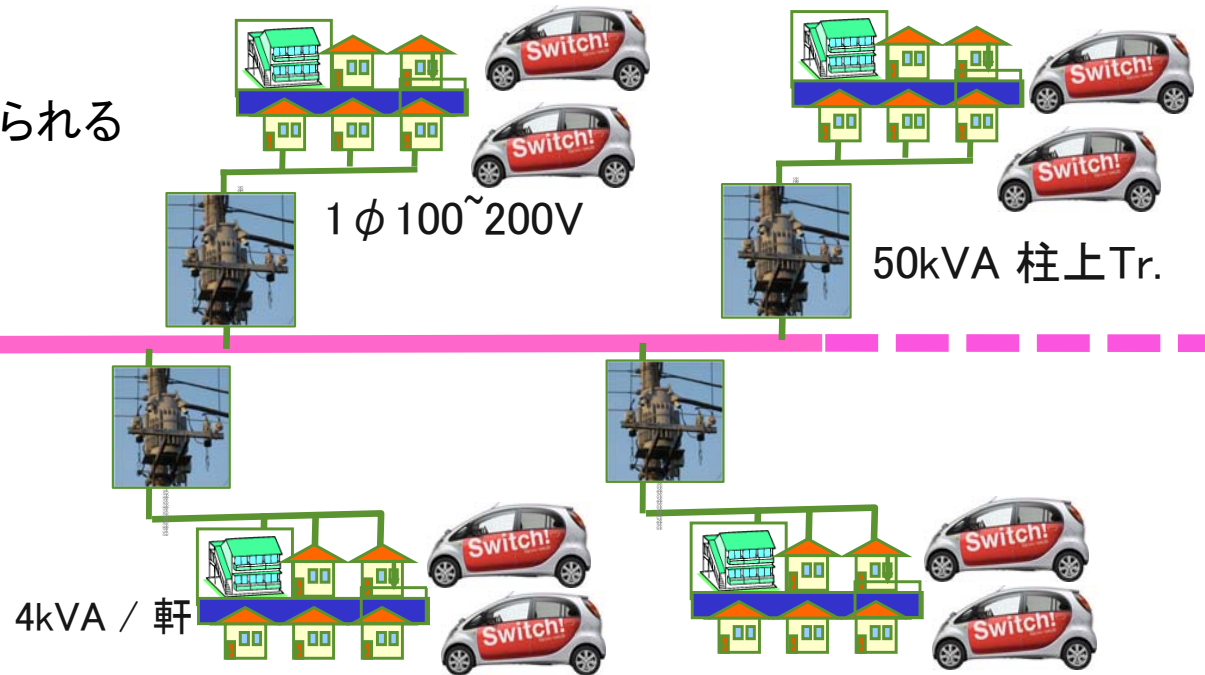 Switch!
Switch!
られる
Switch!
Switch!
1φ100~200V
50kVA 柱上Tr.
Switch!
Switch!
4kVA / 軒
Switch!
Switch!